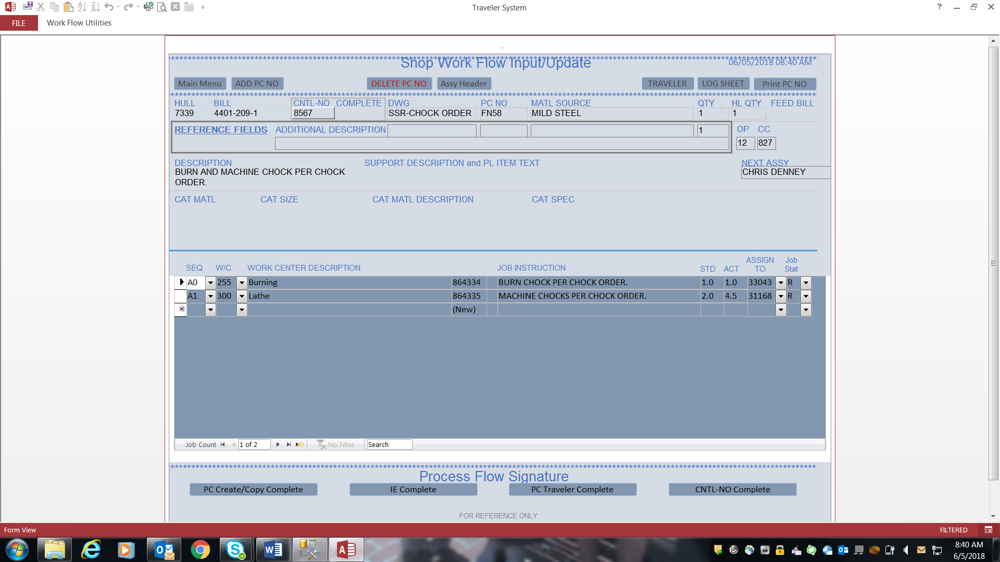 Traveler System
?
FILE Work Flow Utilities
.
Shop Work Flow Input/Update
06/05/2018 08:40 AM
Main Menu ADD PC NO DELETE PC NO Assy Header TRAVELER LOG SHEET Print PC NO
HULL BILL CNTL-NO COMPLETE DWG PC NO MATL SOURCE QTY HL QTY FEED BILL
7339 4401-209-1 8567 SSR-CHOCK ORDER FN58 MILD STEEL 1 1
REFERENCE FIELDS ADDITIONAL DESCRIPTION 1 OP CC
12 827
DESCRIPTION SUPPORT DESCRIPTION and PL ITEM TEXT NEXT ASSY
BURN AND MACHINE CHOCK PER CHOCK CHRIS DENNEY
ORDER.
CAT MATL CAT SIZE CAT MATL DESCRIPTION CAT SPEC
ASSIGN Job
SEQ W/C WORK CENTER DESCRIPTION JOB INSTRUCTION STD ACT TO Stat
A0 255 Burning 864334 BURN CHOCK PER CHOCK ORDER. 1.0 1.0 33043 R
A1 300 Lathe 864335 MACHINE CHOCKS PER CHOCK ORDER. 2.0 4.5 31168 R
(New)
Job Count 1 of 2 No Filter Search
Process Flow Signature
PC Create/Copy Complete IE Complete PC Traveler Complete CNTL-NO Complete
FOR REFERENCE ONLY
Form View FILTERED
8:40 AM
6/5/2018